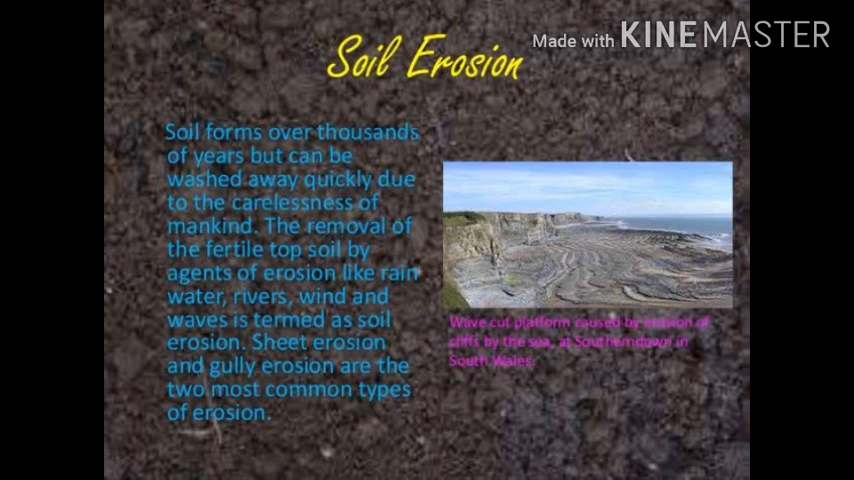 Made with KINEMASTER
Soil Erosion
Soil forms over thousands
of years but can be
washed away quickly due
to the carelessness of
mankind. The removal of
the fertile top soil by
agents of erosion like rain
water, rivers, wind and
waves is termed as soil
erosion. Sheet erosion
and gully erosion are the
two most common types
of erosion.
Wave cut platform caused by erosion of
cliffs by the sea, at Southerndown in
South Wales.